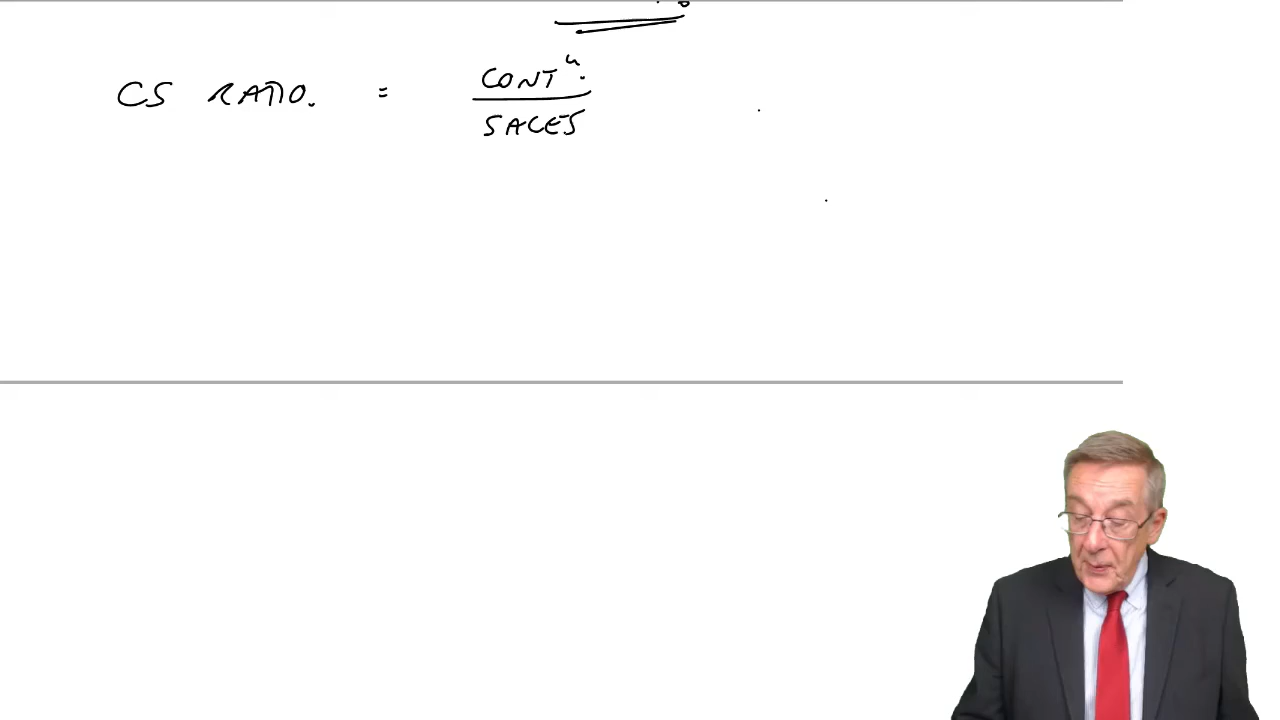 CS RATIO. = CONTⁿ.
SALES